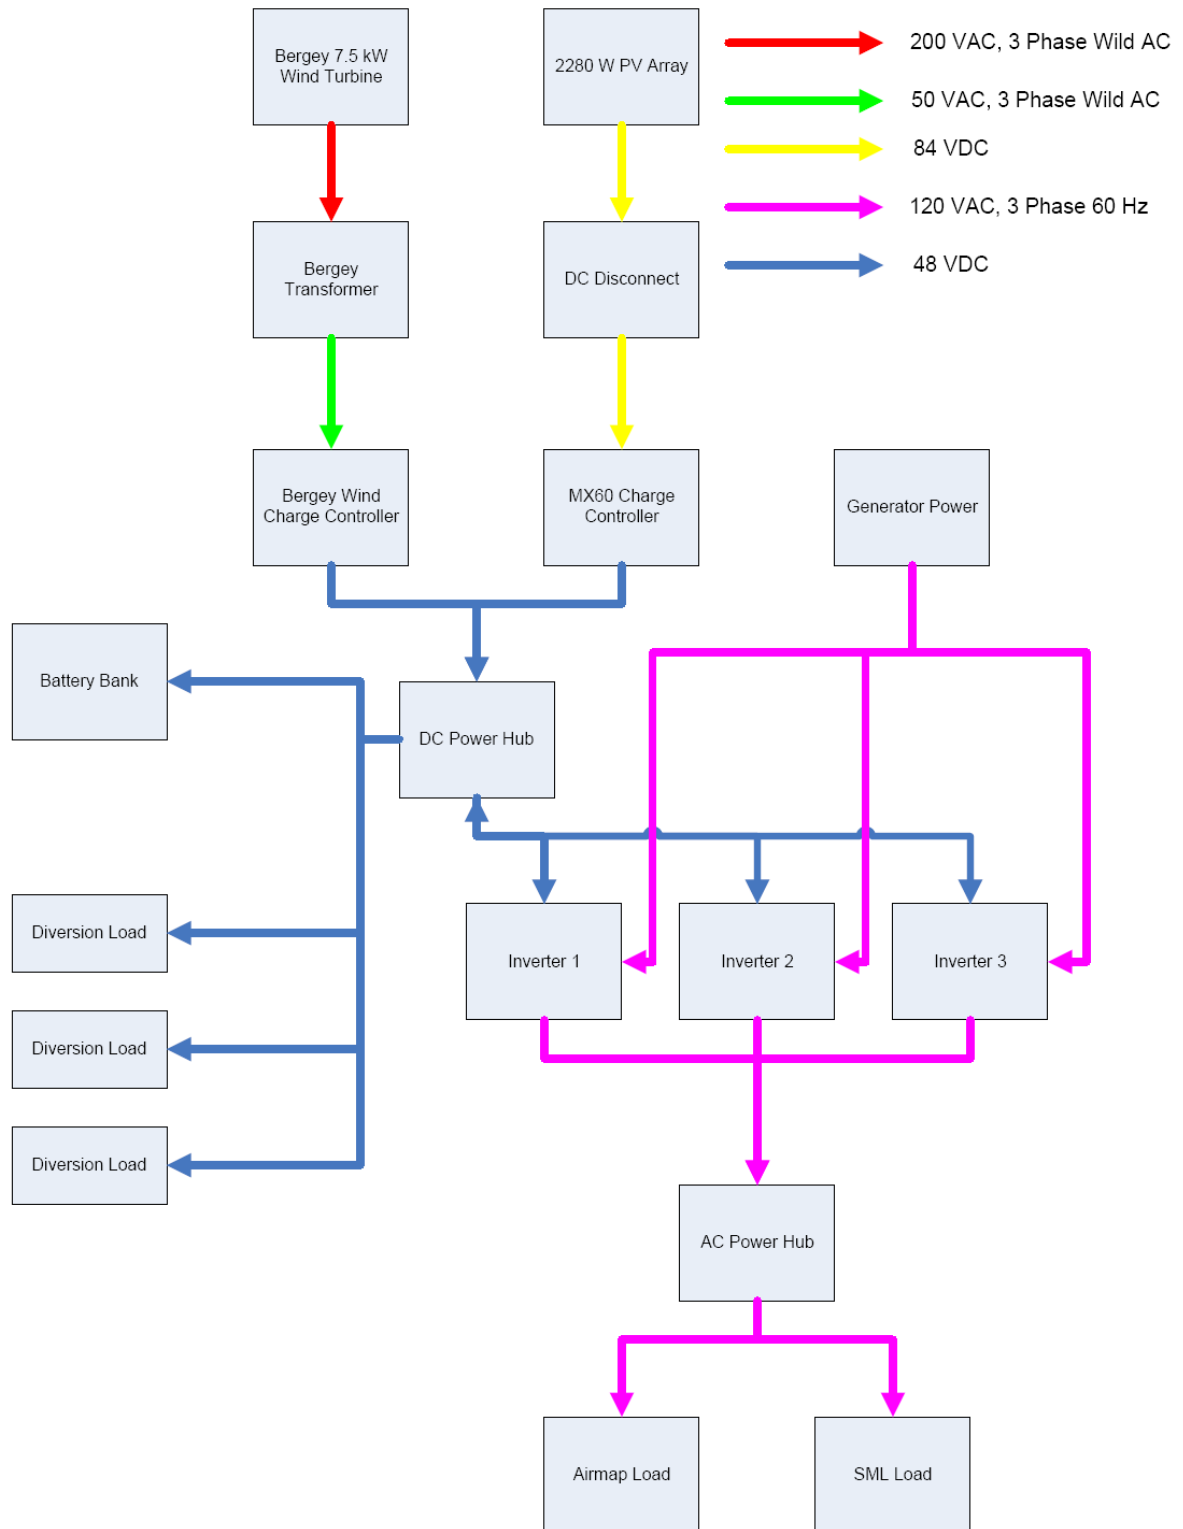 Bergey 7.5 kW
Wind Turbine
2280 W PV Array
200 VAC, 3 Phase Wild AC
50 VAC, 3 Phase Wild AC
84 VDC
120 VAC, 3 Phase 60 Hz
48 VDC
Bergey
Transformer
DC Disconnect
Bergey Wind
Charge Controller
MX60 Charge
Controller
Generator Power
Battery Bank
DC Power Hub
Diversion Load
Inverter 1
Inverter 2
Inverter 3
Diversion Load
Diversion Load
AC Power Hub
Airmap Load
SML Load